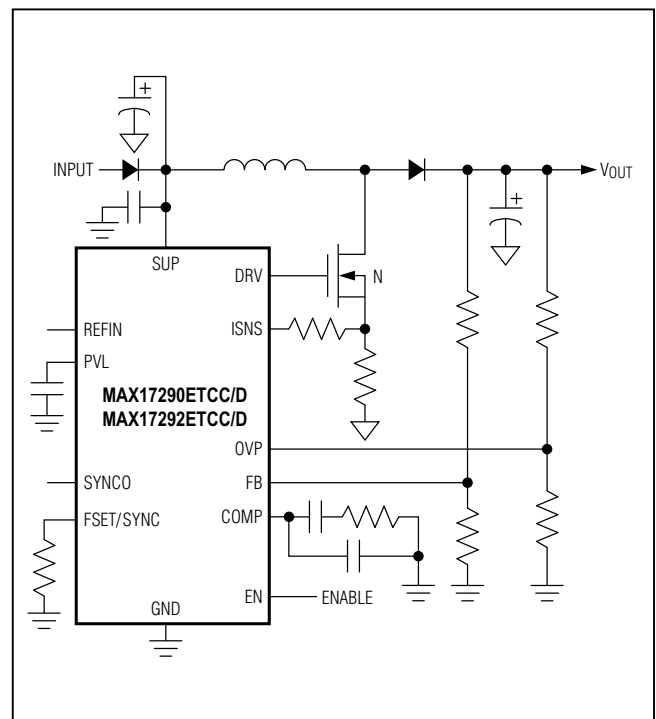 +
INPUT
VOUT
+
SUP
DRV
N
REFIN
ISNS
PVL
MAX17290ETCC/D
MAX17292ETCC/D
OVP
SYNCO
FB
FSET/SYNC
COMP
EN
ENABLE
GND